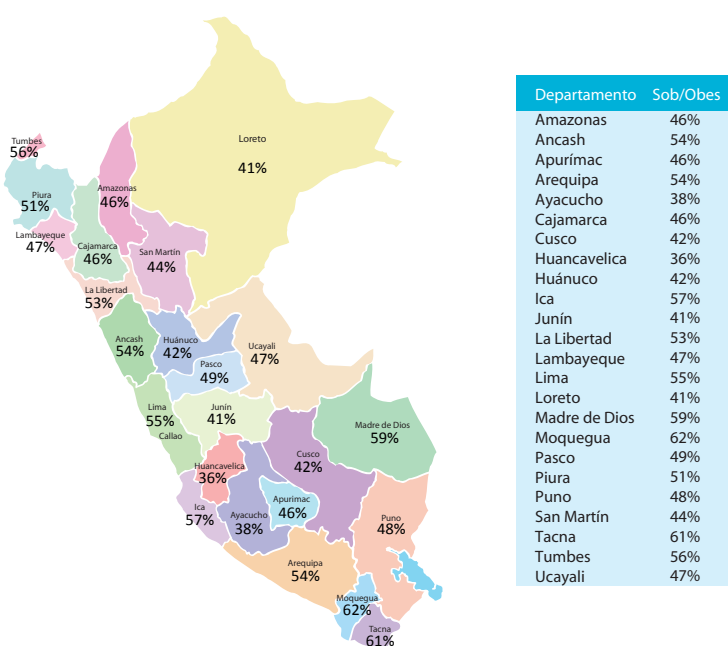 Tumbes
56%
Piura
51%
Lambayeque
47%
Amazonas
46%
Cajamarca
46%
Loreto
41%
San Martín
44%
La Libertad
53%
Ancash
54%
Huánuco
42%
Pasco
49%
Ucayali
47%
Lima
55%
Callao
Junín
41%
Madre de Dios
59%
Huancavelica
36%
Cusco
42%
Ica
57%
Ayacucho
38%
Apurimac
46%
Puno
48%
Arequipa
54%
Moquegua
62%
Tacna
61%
Departamento Sob/Obes
Amazonas 46%
Ancash 54%
Apurímac 46%
Arequipa 54%
Ayacucho 38%
Cajamarca 46%
Cusco 42%
Huancavelica 36%
Huánuco 42%
Ica 57%
Junín 41%
La Libertad 53%
Lambayeque 47%
Lima 55%
Loreto 41%
Madre de Dios 59%
Moquegua 62%
Pasco 49%
Piura 51%
Puno 48%
San Martín 44%
Tacna 61%
Tumbes 56%
Ucayali 47%